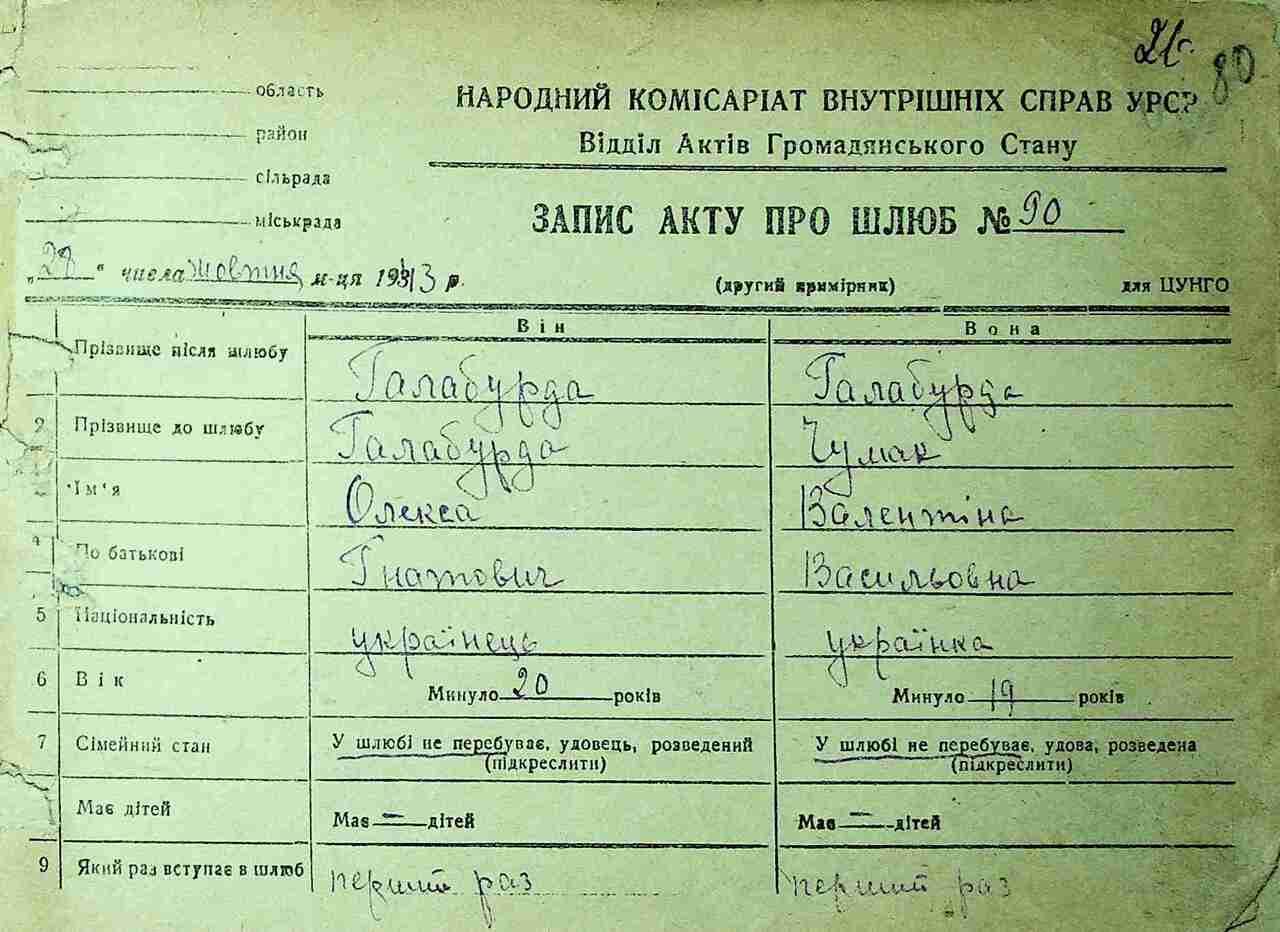 21
80
область
район
сільрада
міськрада
НАРОДНИЙ КОМІСАРІАТ ВНУТРІШНІХ СПРАВ УРСР
Відділ Актів Громадянського Стану
ЗАПИС АКТУ ПРО ШЛЮБ № 90
„28“ числа жовтня м-ця 1943 р.
(другий примірник) для ЦУНГО
Він Вона
Прізвище після шлюбу Галабурда Галабурда
2 Прізвище до шлюбу Галабурда Чумак
Ім'я Олекса Валентіна
4 По батькові Гнатович Васильовна
5 Національність українець українка
6 Вік Минуло 20 років Минуло 19 років
7 Сімейний стан У шлюбі не перебуває, удовець, розведений У шлюбі не перебуває, удова, розведена
(підкреслити) (підкреслити)
Має дітей Має — дітей Має — дітей
9 Який раз вступає в шлюб перший раз перший раз